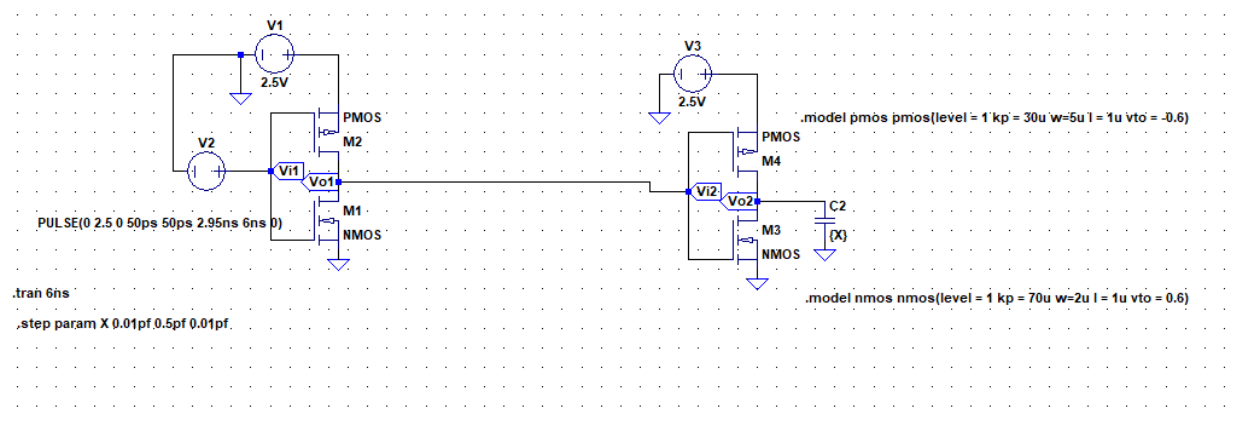 V1
2.5V
V3
2.5V
PMOS
M2
.model pmos pmos(level = 1 kp = 30u w=5u l = 1u vto = -0.6)
PMOS
M4
V2
Vi1
Vo1
Vi2
Vo2
C2
{X}
M1
NMOS
M3
NMOS
PULSE(0 2.5 0 50ps 50ps 2.95ns 6ns 0)
.tran 6ns
.model nmos nmos(level = 1 kp = 70u w=2u l = 1u vto = 0.6)
.step param X 0.01pf 0.5pf 0.01pf